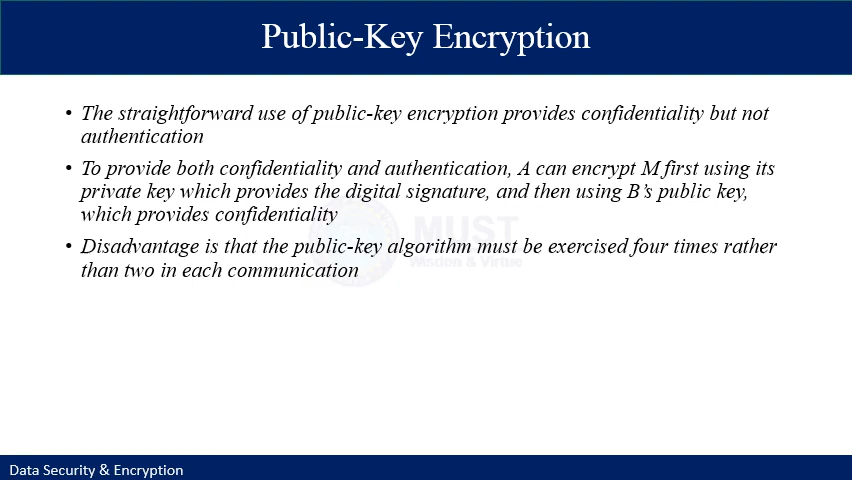 Public-Key Encryption
• The straightforward use of public-key encryption provides confidentiality but not
authentication
• To provide both confidentiality and authentication, A can encrypt M first using its
private key which provides the digital signature, and then using B’s public key,
which provides confidentiality
MUST
• Disadvantage is that the public-key algorithm must be exercised four times rather
Wisdom & Virtue
than two in each communication
Data Security & Encryption